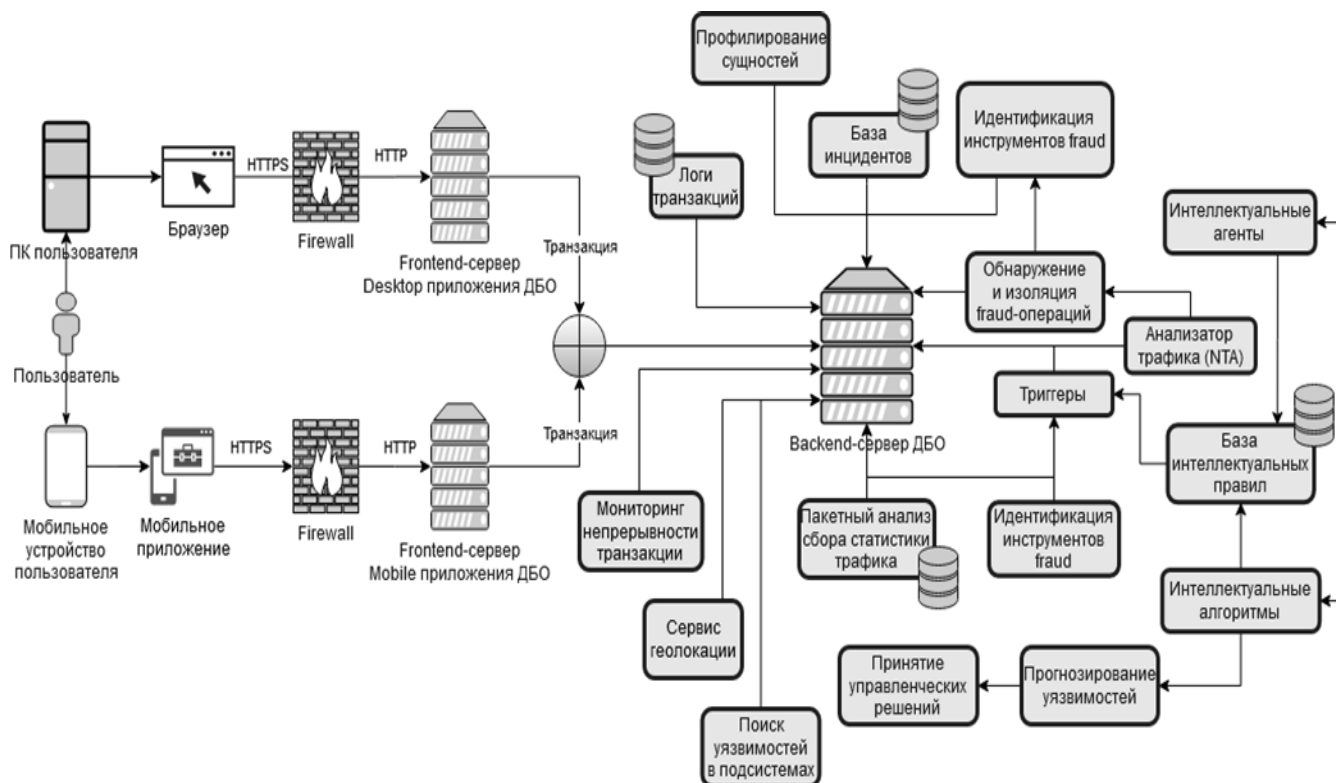 Профилирование
сущностей
База
инцидентов
Идентификация
инструментов fraud
Логи
транзакций
HTTPS
HTTP
Браузер
Firewall
ПК пользователя
Frontend-сервер
Desktop приложения ДБО
Транзакция
Интеллектуальные
агенты
Обнаружение
и изоляция
fraud-операций
Анализатор
трафика (NTA)
Пользователь
Триггеры
Транзакция
Backend-сервер ДБО
База
интеллектуальных
правил
HTTPS
HTTP
Мобильное
устройство
пользователя
Мобильное
приложение
Firewall
Frontend-сервер
Mobile приложения ДБО
Мониторинг
непрерывности
транзакции
Пакетный анализ
сбора статистики
трафика
Идентификация
инструментов
fraud
Интеллектуальные
алгоритмы
Сервис
геолокации
Принятие
управленческих
решений
Прогнозирование
уязвимостей
Поиск
уязвимостей
в подсистемах